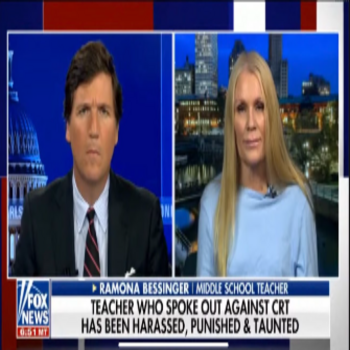 RAMONA BESSINGER | MIDDLE SCHOOL TEACHER
TEACHER WHO SPOKE OUT AGAINST CRT
HAS BEEN HARASSED, PUNISHED & TAUNTED
FOX
NEWS
6:51 MT